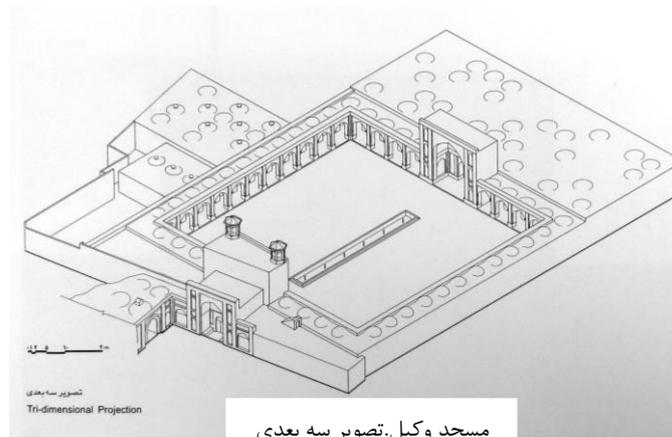 تصویر سه بعدی
Tri-dimensional Projection
مسجد وکیل.تصویر سه بعدی